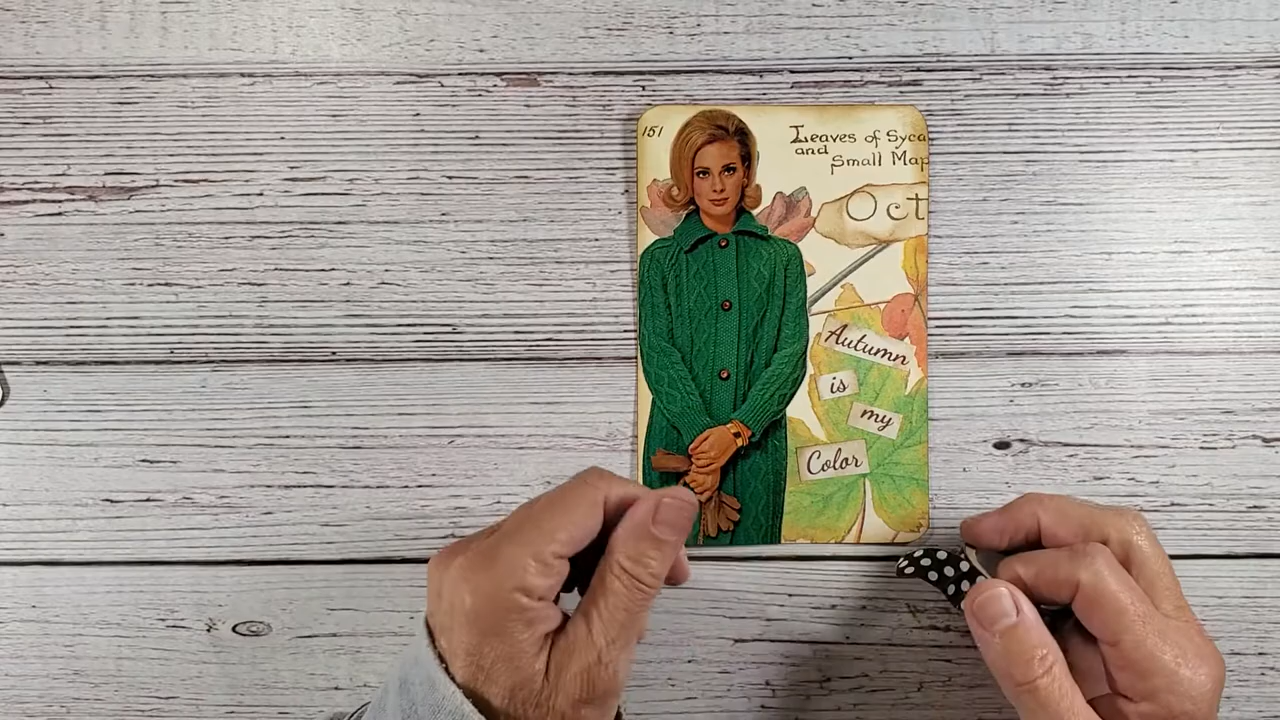 151
Leaves of Syca
and
Small Map
Oct
Autumn
is
my
Color